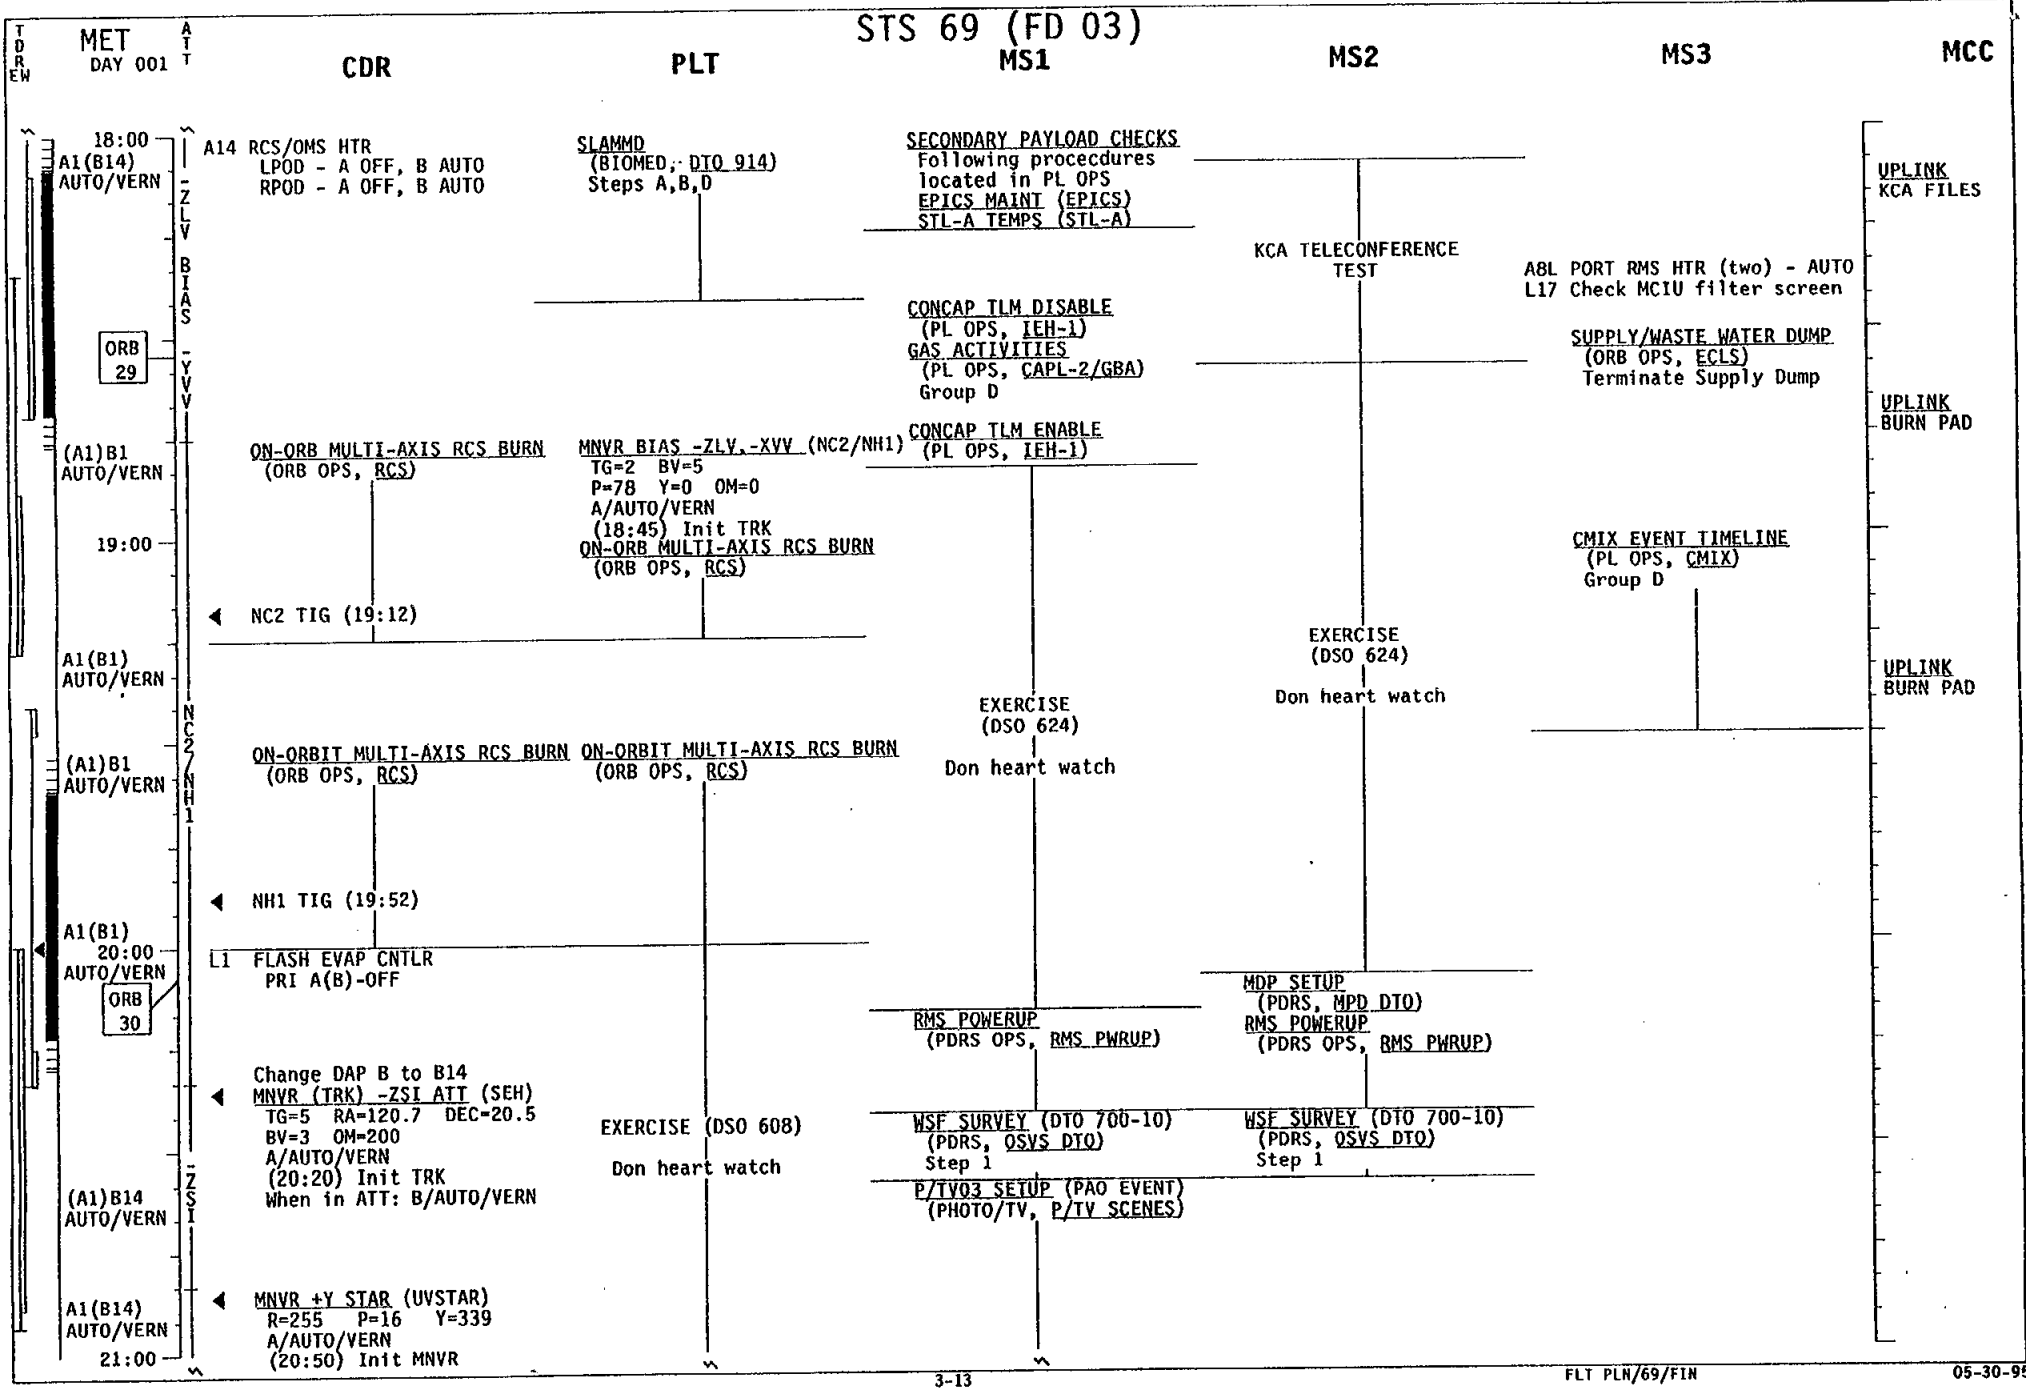 STS 69 (FD 03)
TDRS
EW
MET
DAY 001
ATT
CDR
PLT
MS1
MS2
MS3
MCC
18:00
A1(B14)
AUTO/VERN
-ZLV BIAS -YVV
ORB
29
(A1)B1
AUTO/VERN
19:00
A1(B1)
AUTO/VERN
NC2/NH1
(A1)B1
AUTO/VERN
A1(B1)
20:00
AUTO/VERN
ORB
30
-ZSI
(A1)B14
AUTO/VERN
A1(B14)
AUTO/VERN
21:00
A14 RCS/OMS HTR
LPOD - A OFF, B AUTO
RPOD - A OFF, B AUTO
ON-ORB MULTI-AXIS RCS BURN
(ORB OPS, RCS)
NC2 TIG (19:12)
ON-ORBIT MULTI-AXIS RCS BURN
(ORB OPS, RCS)
NH1 TIG (19:52)
L1 FLASH EVAP CNTLR
PRI A(B)-OFF
Change DAP B to B14
MNVR (TRK) -ZSI ATT (SEH)
TG=5 RA=120.7 DEC=20.5
BV=3 OM=200
A/AUTO/VERN
(20:20) Init TRK
When in ATT: B/AUTO/VERN
MNVR +Y STAR (UVSTAR)
R=255 P=16 Y=339
A/AUTO/VERN
(20:50) Init MNVR
SLAMMD
(BIOMED, DTO 914)
Steps A,B,D
MNVR BIAS -ZLV,-XVV (NC2/NH1)
TG=2 BV=5
P=78 Y=0 OM=0
A/AUTO/VERN
(18:45) Init TRK
ON-ORB MULTI-AXIS RCS BURN
(ORB OPS, RCS)
ON-ORBIT MULTI-AXIS RCS BURN
(ORB OPS, RCS)
EXERCISE (DSO 608)
Don heart watch
SECONDARY PAYLOAD CHECKS
Following procecdures
located in PL OPS
EPICS MAINT (EPICS)
STL-A TEMPS (STL-A)
CONCAP TLM DISABLE
(PL OPS, IEH-1)
GAS ACTIVITIES
(PL OPS, CAPL-2/GBA)
Group D
CONCAP TLM ENABLE
(PL OPS, IEH-1)
EXERCISE
(DSO 624)
Don heart watch
RMS POWERUP
(PDRS OPS, RMS PWRUP)
WSF SURVEY (DTO 700-10)
(PDRS, OSVS DTO)
Step 1
P/TV03 SETUP (PAO EVENT)
(PHOTO/TV, P/TV SCENES)
KCA TELECONFERENCE
TEST
EXERCISE
(DSO 624)
Don heart watch
MDP SETUP
(PDRS, MPD DTO)
RMS POWERUP
(PDRS OPS, RMS PWRUP)
WSF SURVEY (DTO 700-10)
(PDRS, OSVS DTO)
Step 1
A8L PORT RMS HTR (two) - AUTO
L17 Check MCIU filter screen
SUPPLY/WASTE WATER DUMP
(ORB OPS, ECLS)
Terminate Supply Dump
CMIX EVENT TIMELINE
(PL OPS, CMIX)
Group D
UPLINK
KCA FILES
UPLINK
BURN PAD
UPLINK
BURN PAD
3-13
FLT PLN/69/FIN
05-30-95